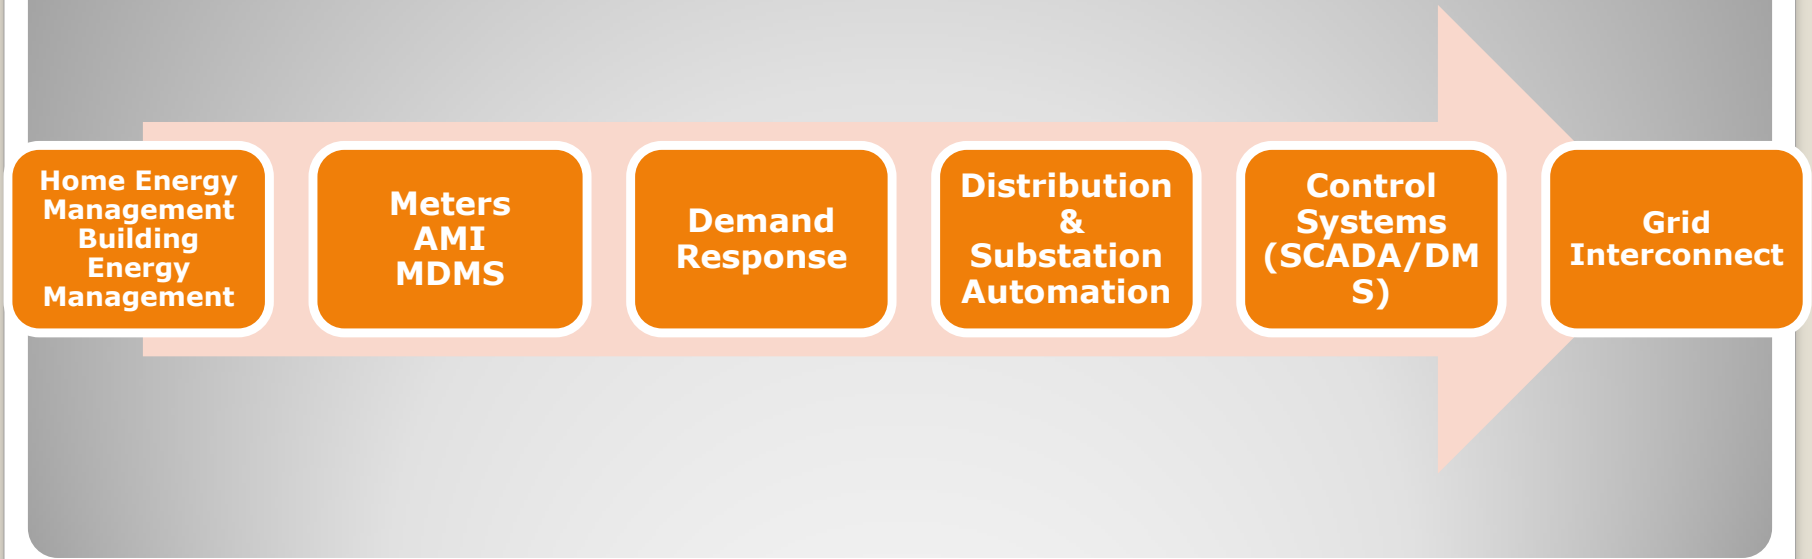 Home Energy
Management
Building
Energy
Management
Meters
AMI
MDMS
Demand
Response
Distribution
&
Substation
Automation
Control
Systems
(SCADA/DM
S)
Grid
Interconnect